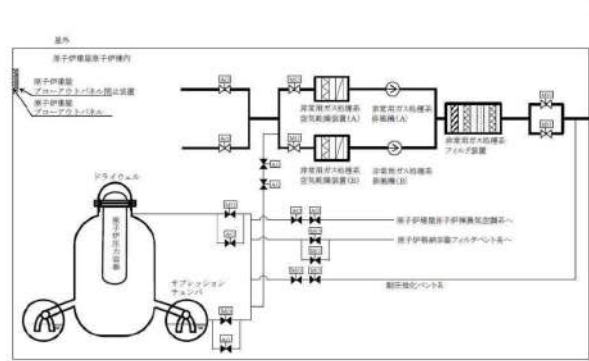 屋外
原子炉建屋原子炉棟内
原子炉建屋
ブローアウトパネル閉止装置
原子炉建屋
ブローアウトパネル
非常用ガス処理系
空気乾燥装置(A)
非常用ガス処理系
排風機(A)
非常用ガス処理系
フィルタ装置
非常用ガス処理系
空気乾燥装置(B)
非常用ガス処理系
排風機(B)
ドライウェル
原子炉圧力容器
サプレッション
チェンバ
原子炉建屋原子炉棟換気空調系へ
原子炉格納容器フィルタベント系へ
耐圧強化ベント系